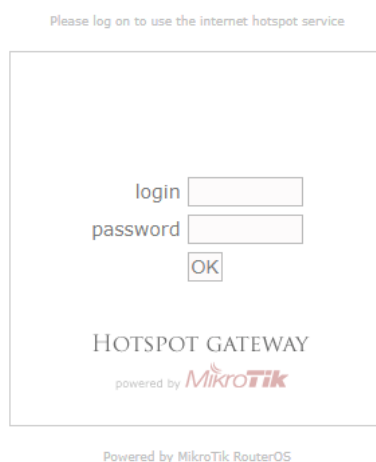 Please log on to use the internet hotspot service
login
password
OK
HOTSPOT GATEWAY
powered by MikroTik
Powered by MikroTik RouterOS